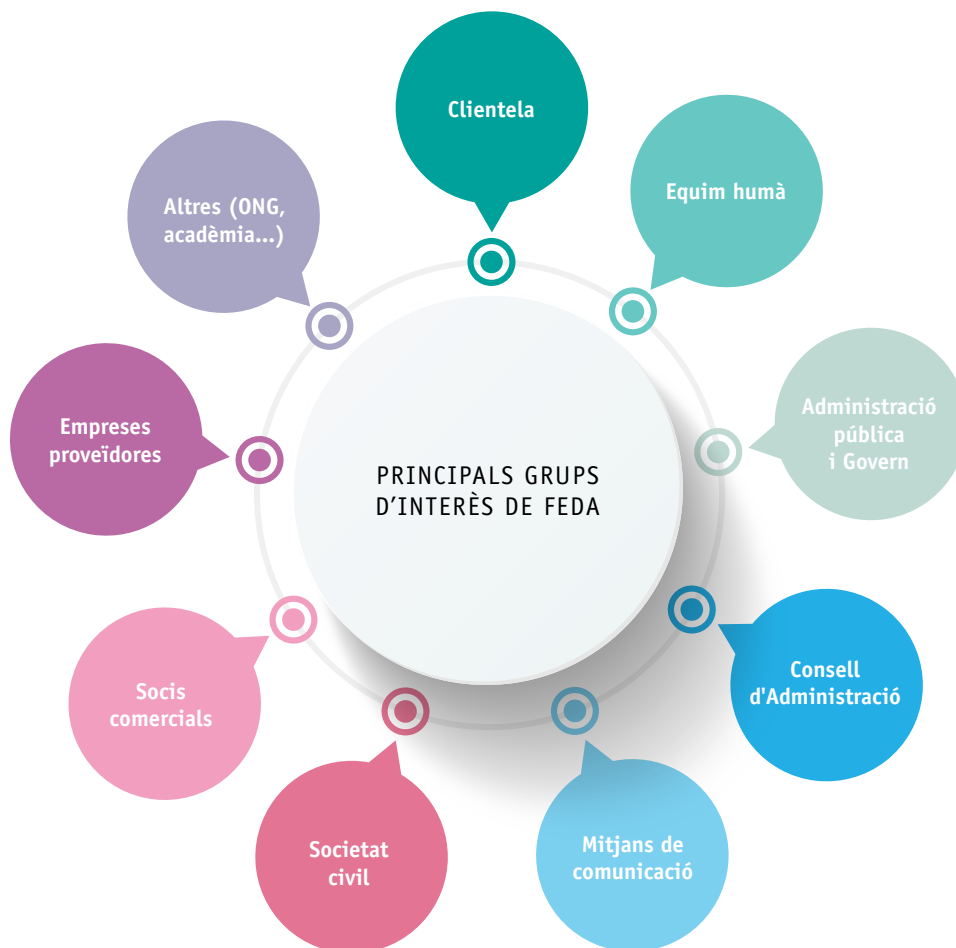 Clientela
Equim humà
Administració
pública
i Govern
Consell
d'Administració
Mitjans de
comunicació
Societat
civil
Socis
comercials
Empreses
proveïdores
Altres (ONG,
acadèmia...)
PRINCIPALS GRUPS
D’INTERÈS DE FEDA